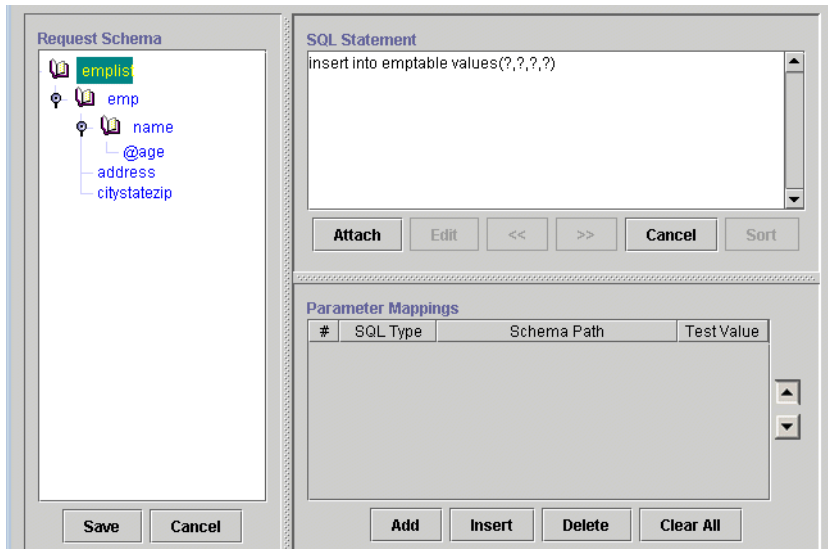 Request Schema
emplist
emp
name
@age
address
citystatezip
Save Cancel
SQL Statement
insert into emptable values(?,?,?,?)
Attach Edit << >> Cancel Sort
Parameter Mappings
# SQL Type Schema Path Test Value
Add Insert Delete Clear All